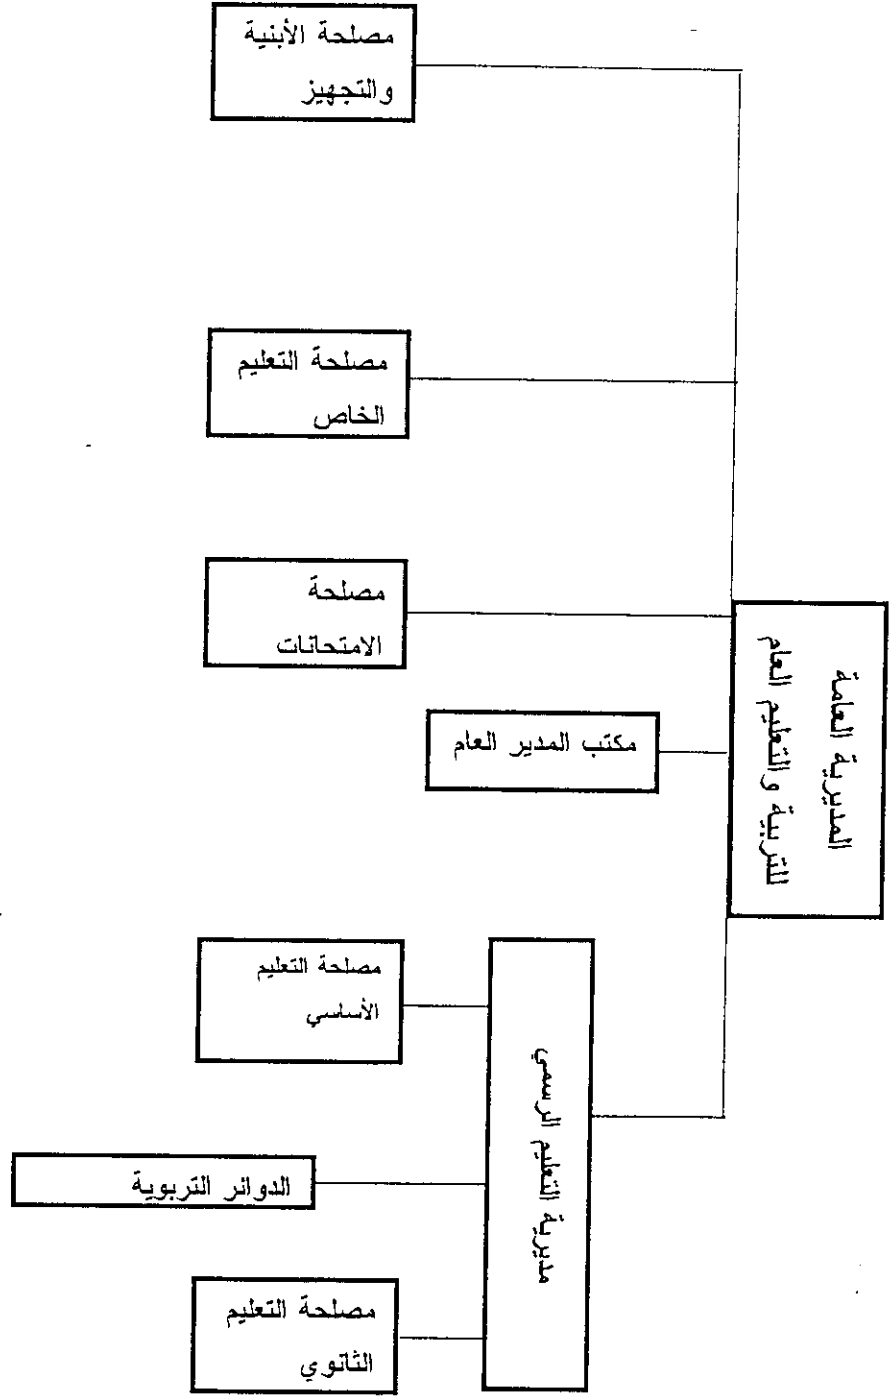 مصلحة الأبنية
والتجهيز
مصلحة التعليم
الخاص
مصلحة
الامتحانات
المديرية العامة
للتربية والتعليم العام
مكتب المدير العام
مصلحة التعليم
الأساسي
مديرية التعليم الرسمي
الدوائر التربوية
مصلحة التعليم
الثانوي